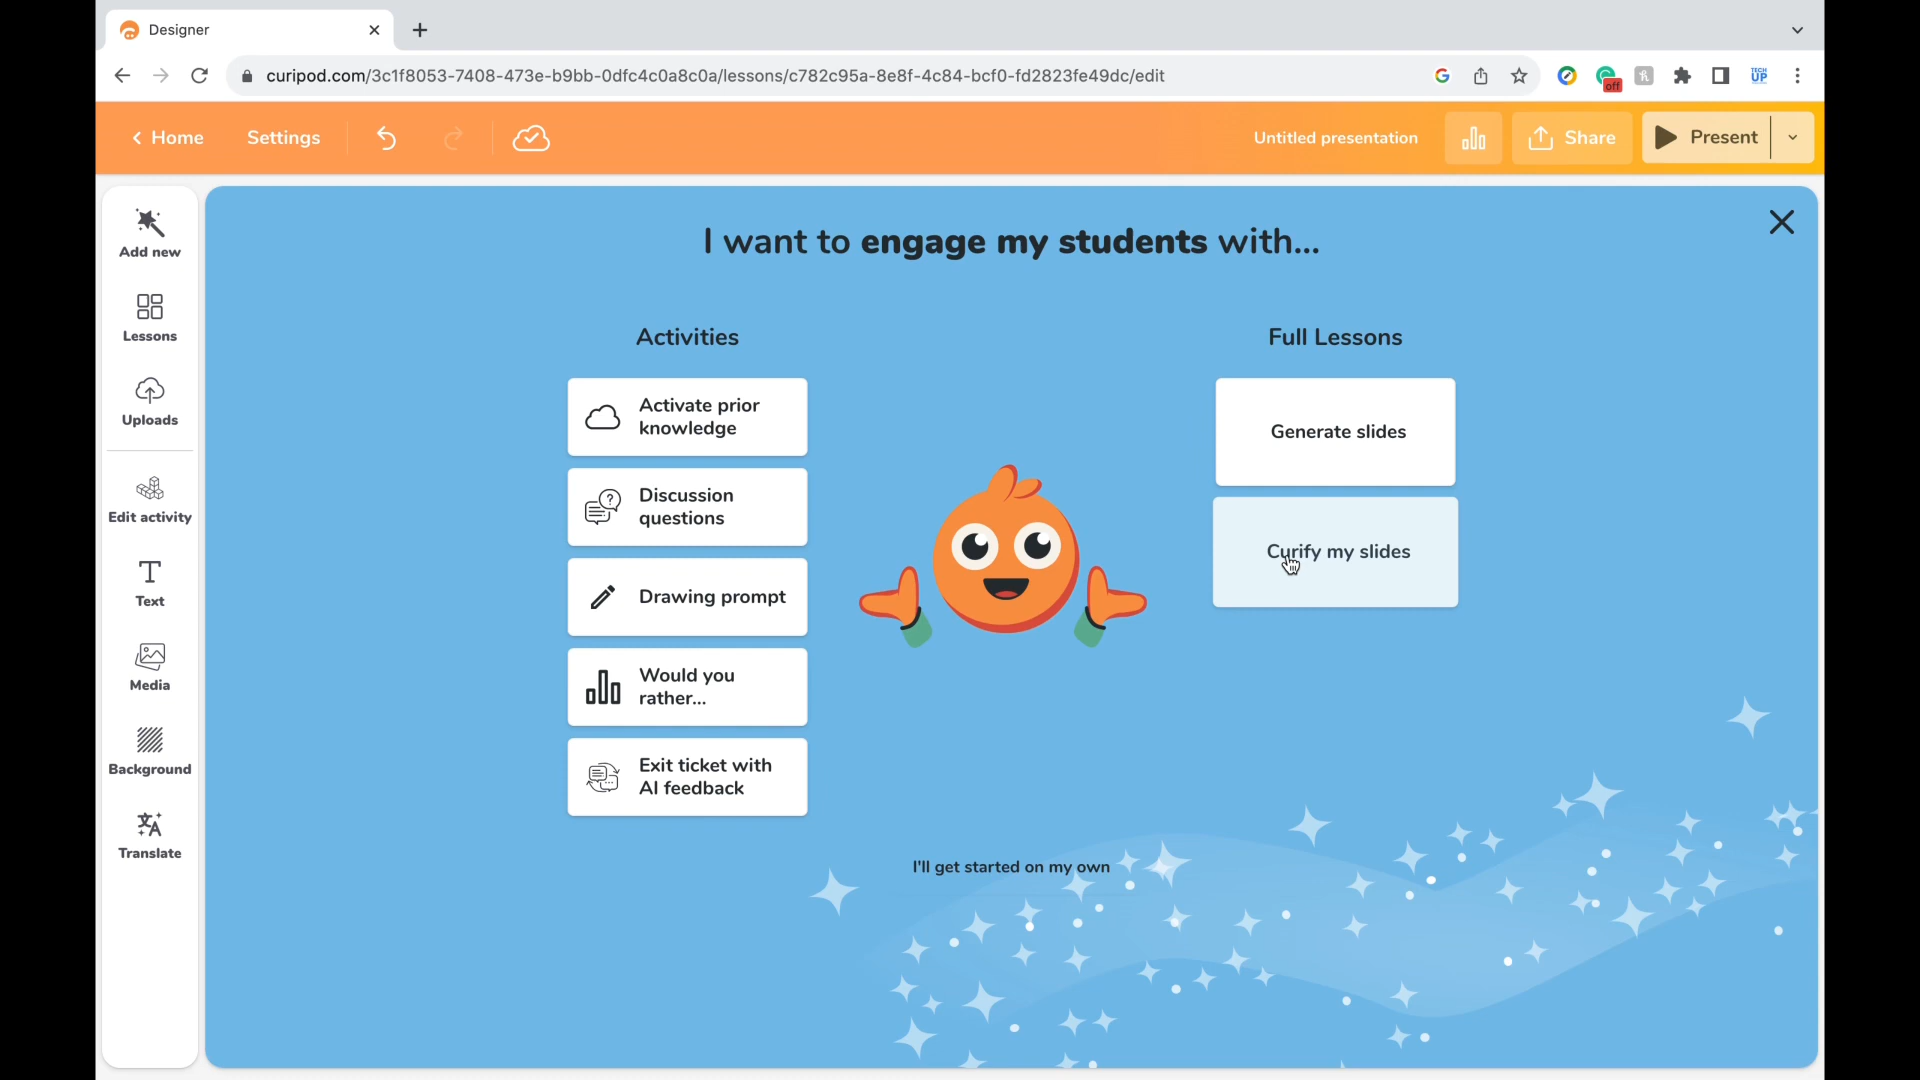 Designer
curipod.com/3c1f8053-7408-473e-b9bb-0dfc4c0a8c0a/lessons/c782c95a-8e8f-4c84-bcf0-fd2823fe49dc/edit
off
TECH
UP
Home
Settings
Untitled presentation
Share
Present
Add new
Lessons
Uploads
Edit activity
Text
Media
Background
Translate
I want to engage my students with...
Activities
Activate prior
knowledge
Discussion
questions
Drawing prompt
Would you
rather...
Exit ticket with
AI feedback
Full Lessons
Generate slides
Curify my slides
I'll get started on my own